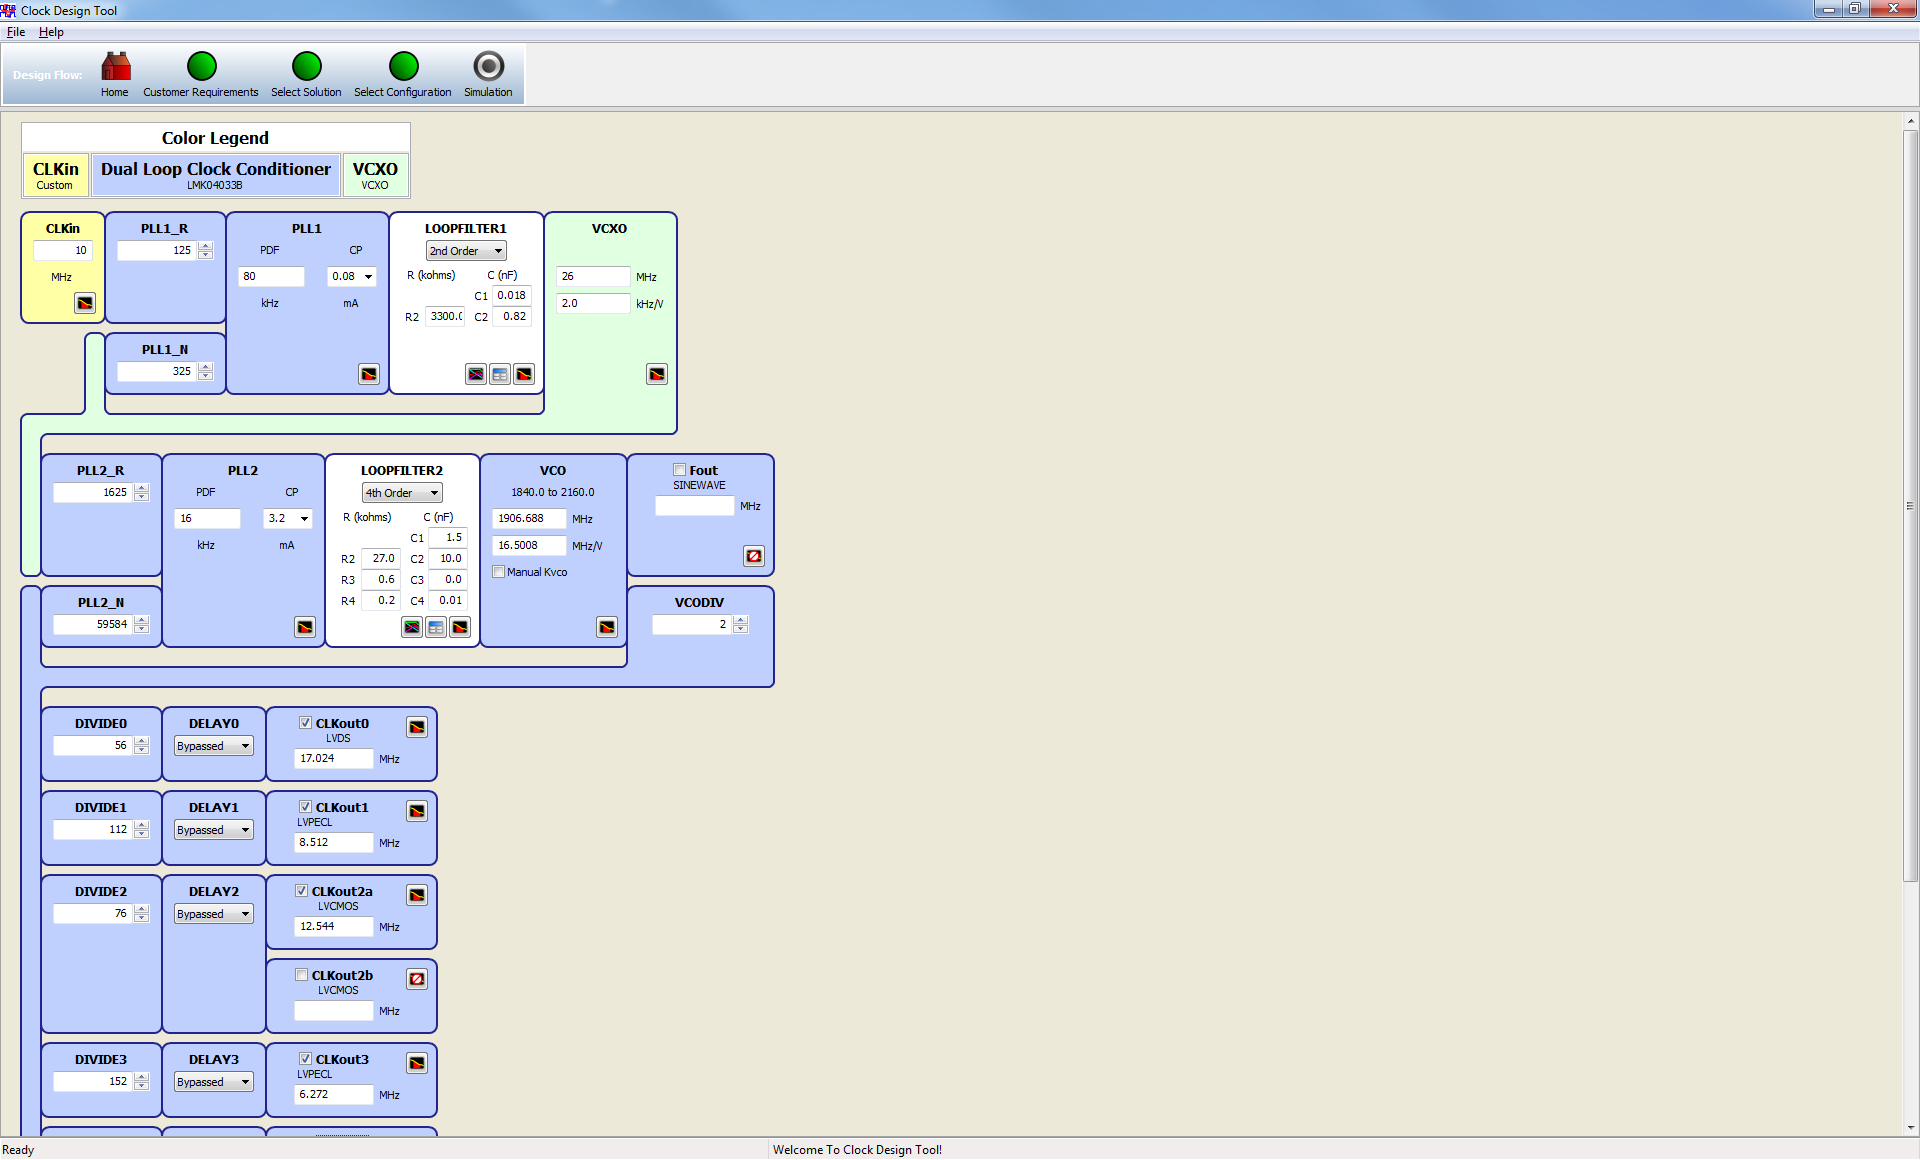 Clock Design Tool
File Help
Design Flow:
Home Customer Requirements Select Solution Select Configuration Simulation
Color Legend
CLKin Dual Loop Clock Conditioner VCXO
Custom LMK04033B VCXO
CLKin PLL1_R PLL1 LOOPFILTER1 VCXO
10 125 PDF CP 2nd Order
MHz 80 0.08 R (kohms) C (nF) 26 MHz
kHz mA C1 0.018 2.0 kHz/V
R2 3300.0 C2 0.82
PLL1_N
325
PLL2_R PLL2 LOOPFILTER2 VCO Fout
1625 PDF CP 4th Order 1840.0 to 2160.0 SINEWAVE
MHz
16 3.2 R (kohms) C (nF) 1906.688 MHz
kHz mA C1 1.5 16.5008 MHz/V
R2 27.0 C2 10.0 Manual Kvco
R3 0.6 C3 0.0
R4 0.2 C4 0.01
PLL2_N VCODIV
59584 2
DIVIDE0 DELAY0 CLKout0
56 Bypassed LVDS
17.024 MHz
DIVIDE1 DELAY1 CLKout1
112 Bypassed LVPECL
8.512 MHz
DIVIDE2 DELAY2 CLKout2a
76 Bypassed LVCMOS
12.544 MHz
CLKout2b
LVCMOS
MHz
DIVIDE3 DELAY3 CLKout3
152 Bypassed LVPECL
6.272 MHz
Ready Welcome To Clock Design Tool!